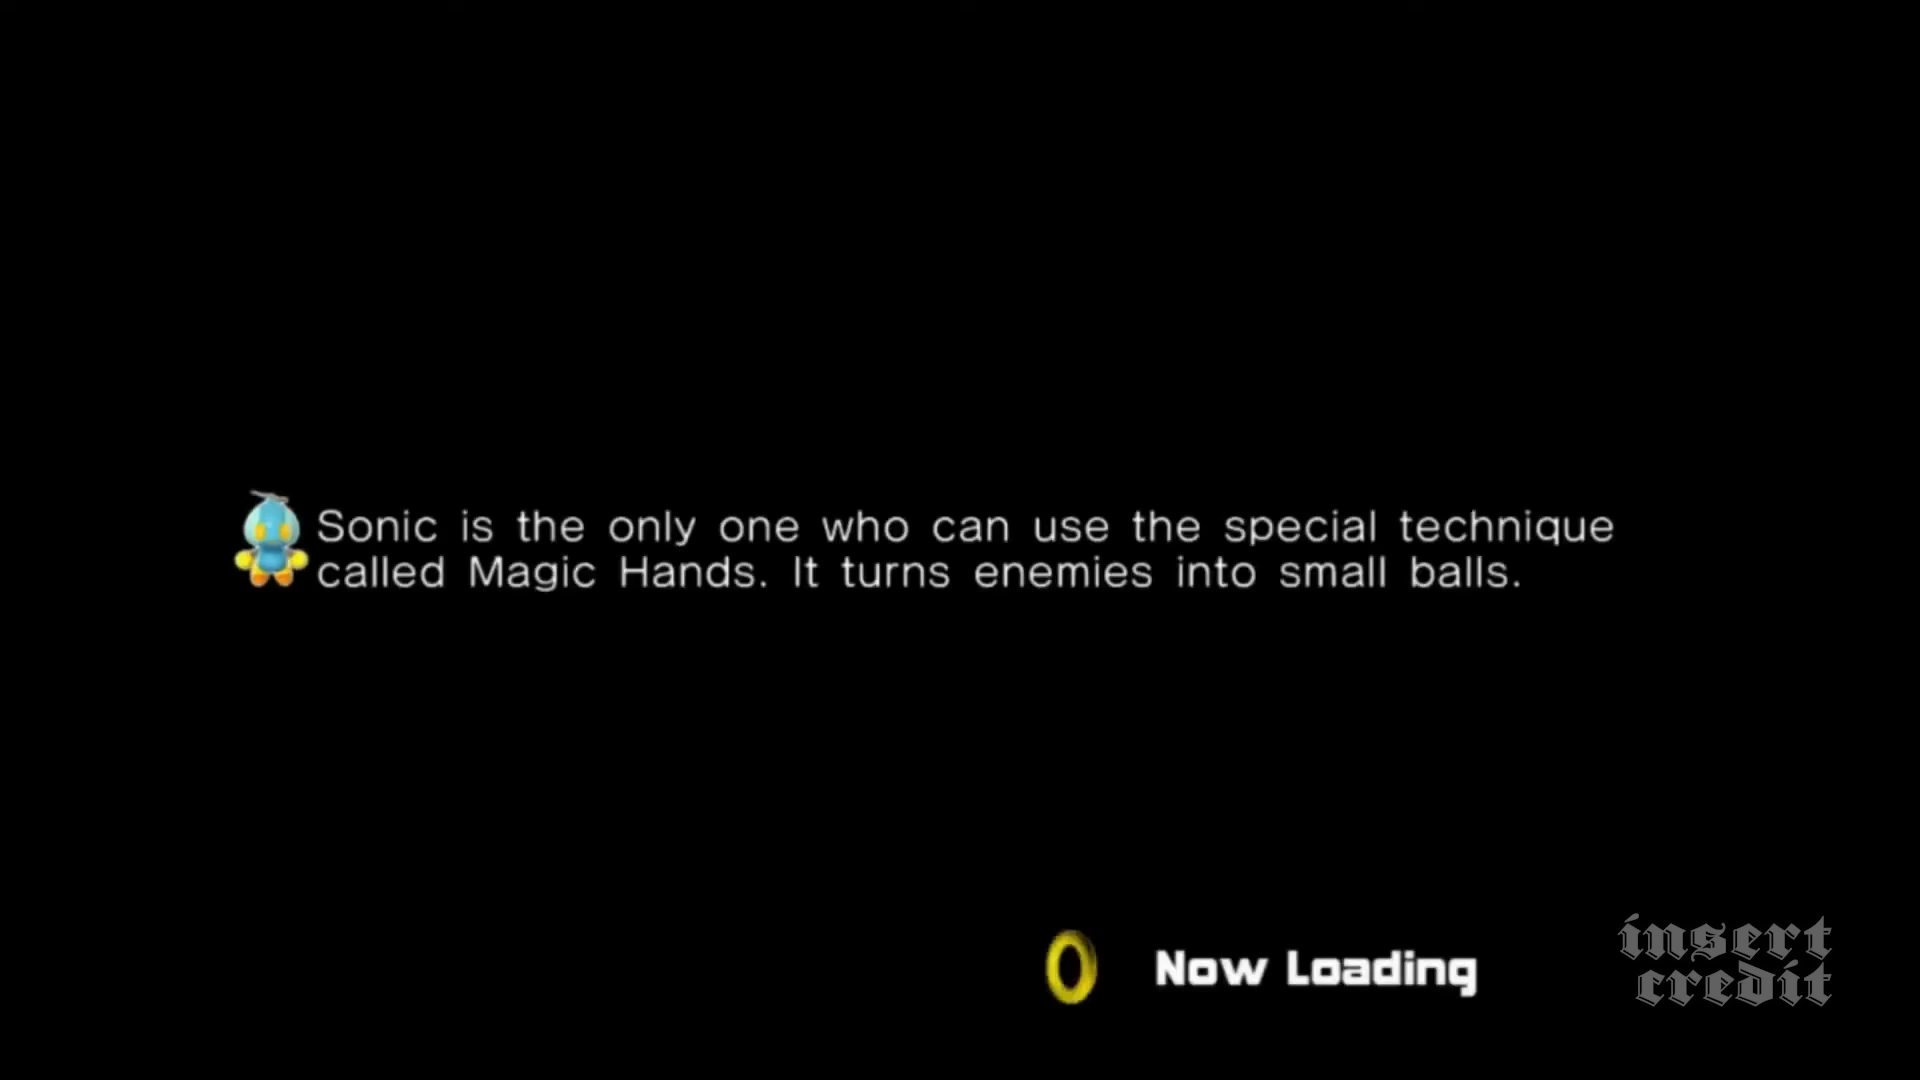 Sonic is the only one who can use the special technique
called Magic Hands. It turns enemies into small balls.
Now Loading
insert
credit